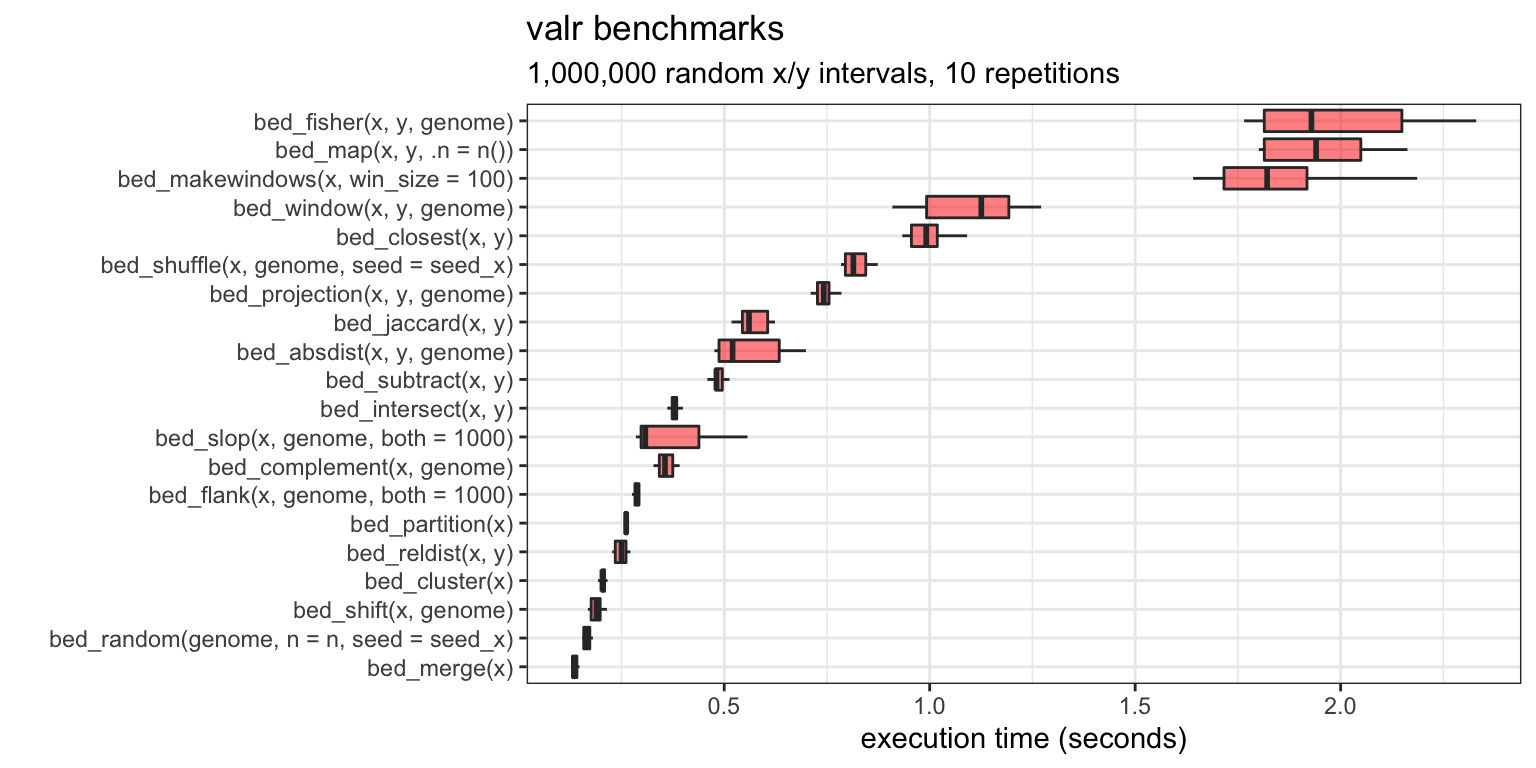 valr benchmarks
1,000,000 random x/y intervals, 10 repetitions
bed_fisher(x, y, genome)
bed_map(x, y, .n = n())
bed_makewindows(x, win_size = 100)
bed_window(x, y, genome)
bed_closest(x, y)
bed_shuffle(x, genome, seed = seed_x)
bed_projection(x, y, genome)
bed_jaccard(x, y)
bed_absdist(x, y, genome)
bed_subtract(x, y)
bed_intersect(x, y)
bed_slop(x, genome, both = 1000)
bed_complement(x, genome)
bed_flank(x, genome, both = 1000)
bed_partition(x)
bed_reldist(x, y)
bed_cluster(x)
bed_shift(x, genome)
bed_random(genome, n = n, seed = seed_x)
bed_merge(x)
0.5 1.0 1.5 2.0
execution time (seconds)